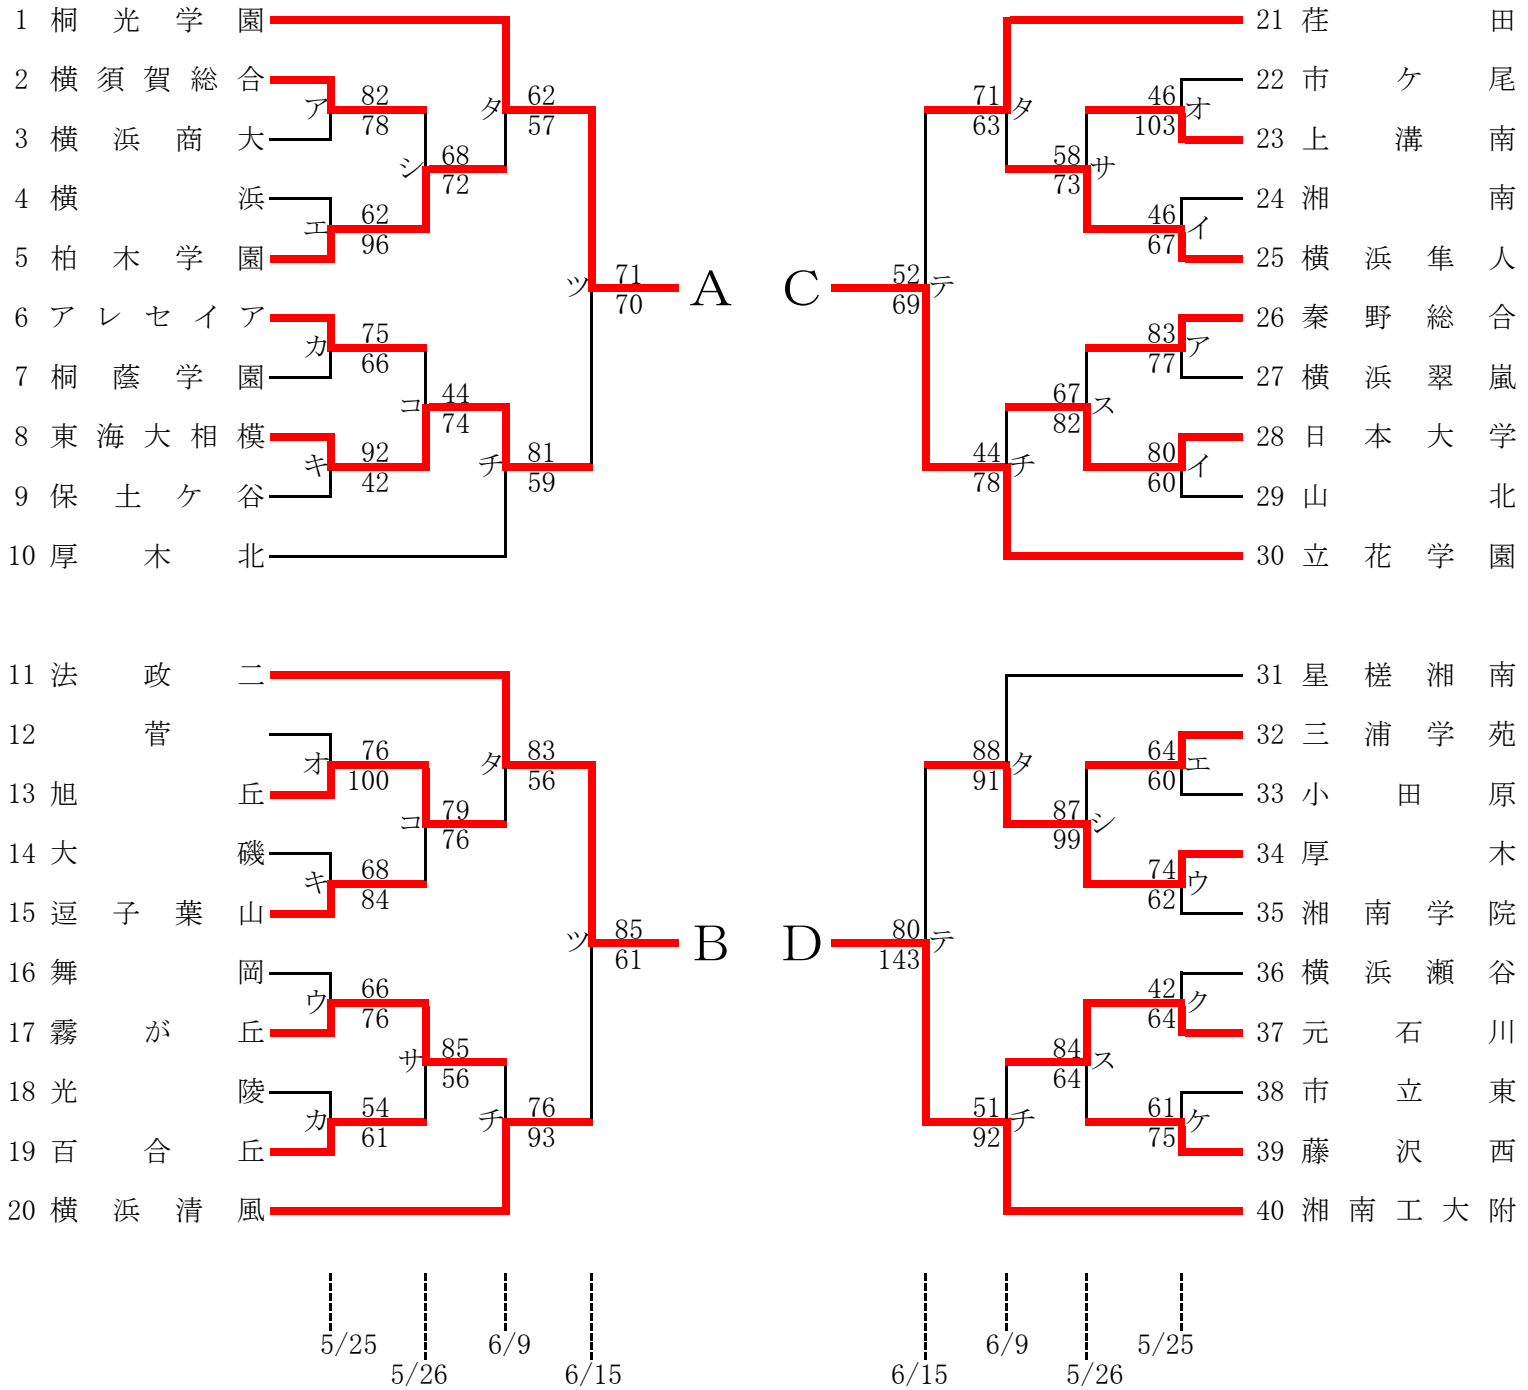 1 桐光学園
2 横須賀総合
ア 82 78
3 横浜商大
シ 68 72
4 横浜
エ 62 96
5 柏木学園
タ 62 57
6 アレセイア
カ 75 66
7 桐蔭学園
コ 44 74
8 東海大相模
キ 92 42
9 保土ケ谷
チ 81 59
10 厚木北
ツ 71 70
A
11 法政二
12 菅
オ 76 100
13 旭丘
コ 79 76
14 大磯
キ 68 84
15 逗子葉山
タ 83 56
16 舞岡
ウ 66 76
17 霧が丘
サ 85 56
18 光陵
カ 54 61
19 百合丘
チ 76 93
20 横浜清風
ツ 85 61
B
21 荏田
22 市ケ尾
46 103 オ
23 上溝南
58 73 サ
24 湘南
46 67 イ
25 横浜隼人
71 63 タ
26 秦野総合
83 77 ア
27 横浜翠嵐
67 82 ス
28 日本大学
80 60 イ
29 山北
44 78 チ
30 立花学園
52 69 テ
C
31 星槎湘南
32 三浦学苑
64 60 エ
33 小田原
87 99 シ
34 厚木
74 62 ウ
35 湘南学院
88 91 タ
36 横浜瀬谷
42 64 ク
37 元石川
84 64 ス
38 市立東
61 75 ケ
39 藤沢西
51 92 チ
40 湘南工大附
80 143 テ
D
5/25
5/26
6/9
6/15
6/15
6/9
5/26
5/25